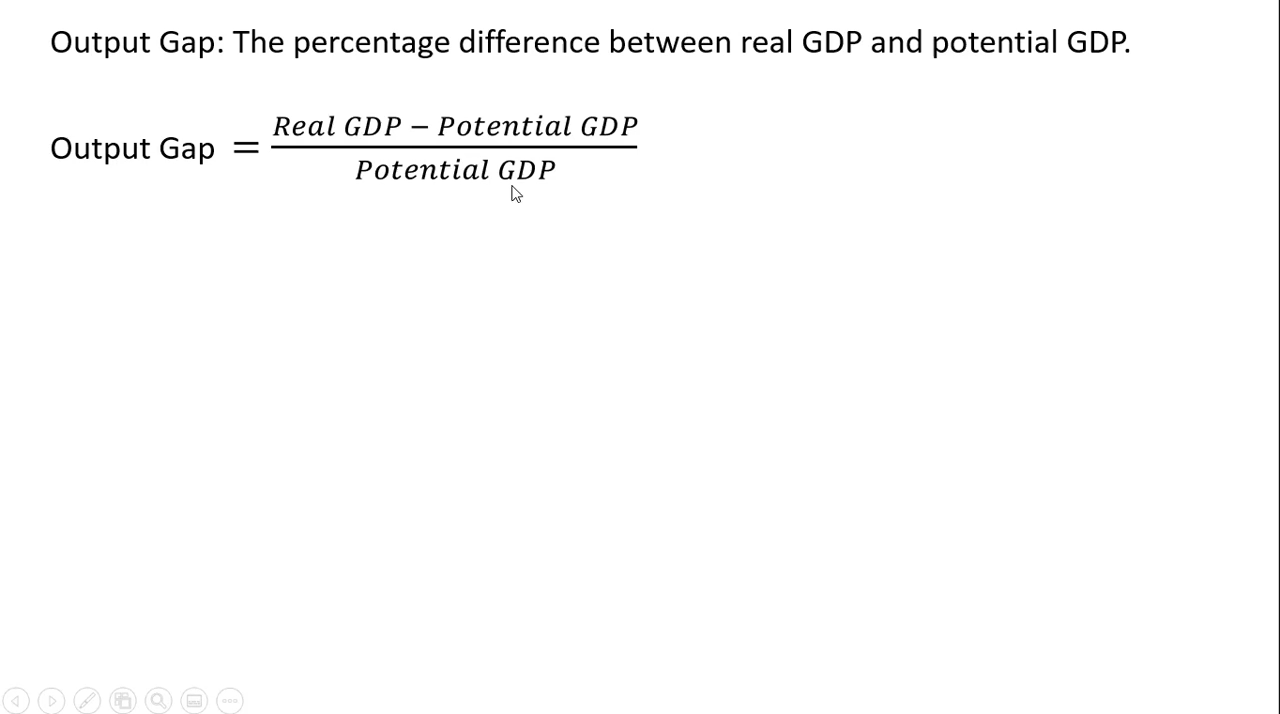 Output Gap: The percentage difference between real GDP and potential GDP.
Output Gap = Real GDP − Potential GDP
Potential GDP